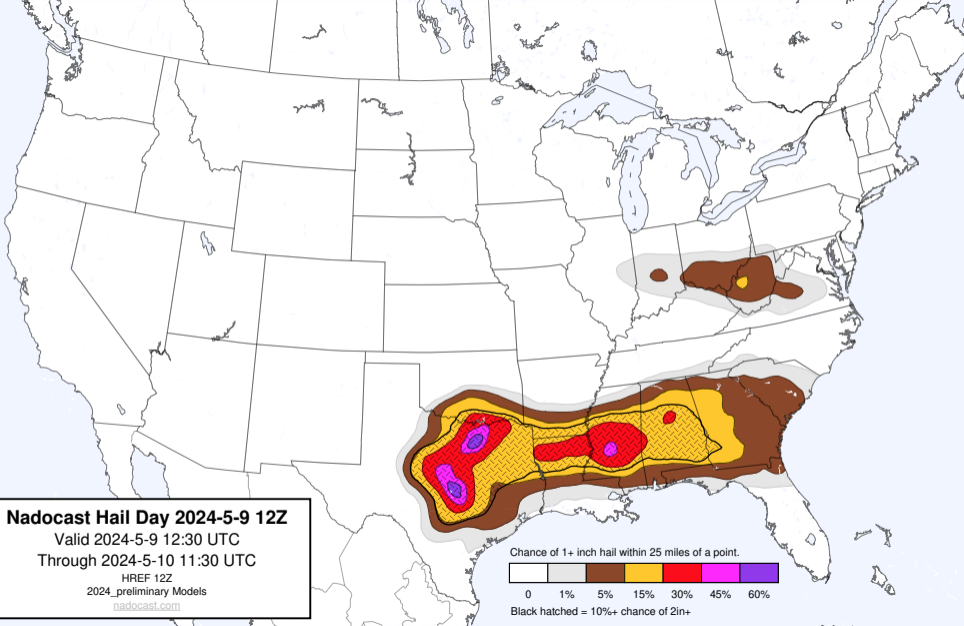 Nadocast Hail Day 2024-5-9 12Z
Valid 2024-5-9 12:30 UTC
Through 2024-5-10 11:30 UTC
HREF 12Z
2024_preliminary Models
nadocast.com
Chance of 1+ inch hail within 25 miles of a point.
0 1% 5% 15% 30% 45% 60%
Black hatched = 10%+ chance of 2in+